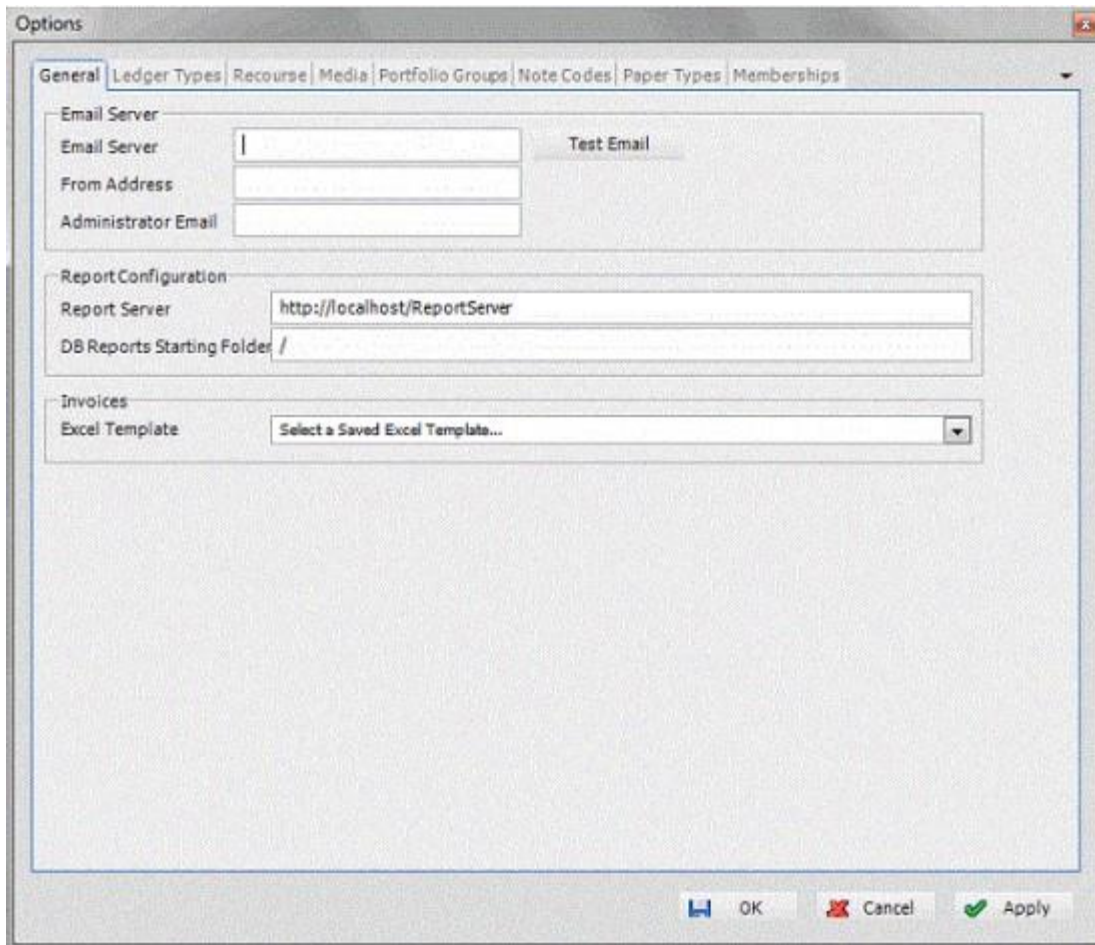 Options
General Ledger Types Recourse Media Portfolio Groups Note Codes Paper Types Memberships
Email Server
Email Server Test Email
From Address
Administrator Email
Report Configuration
Report Server http://localhost/ReportServer
DB Reports Starting Folder /
Invoices
Excel Template Select a Saved Excel Template...
OK Cancel Apply